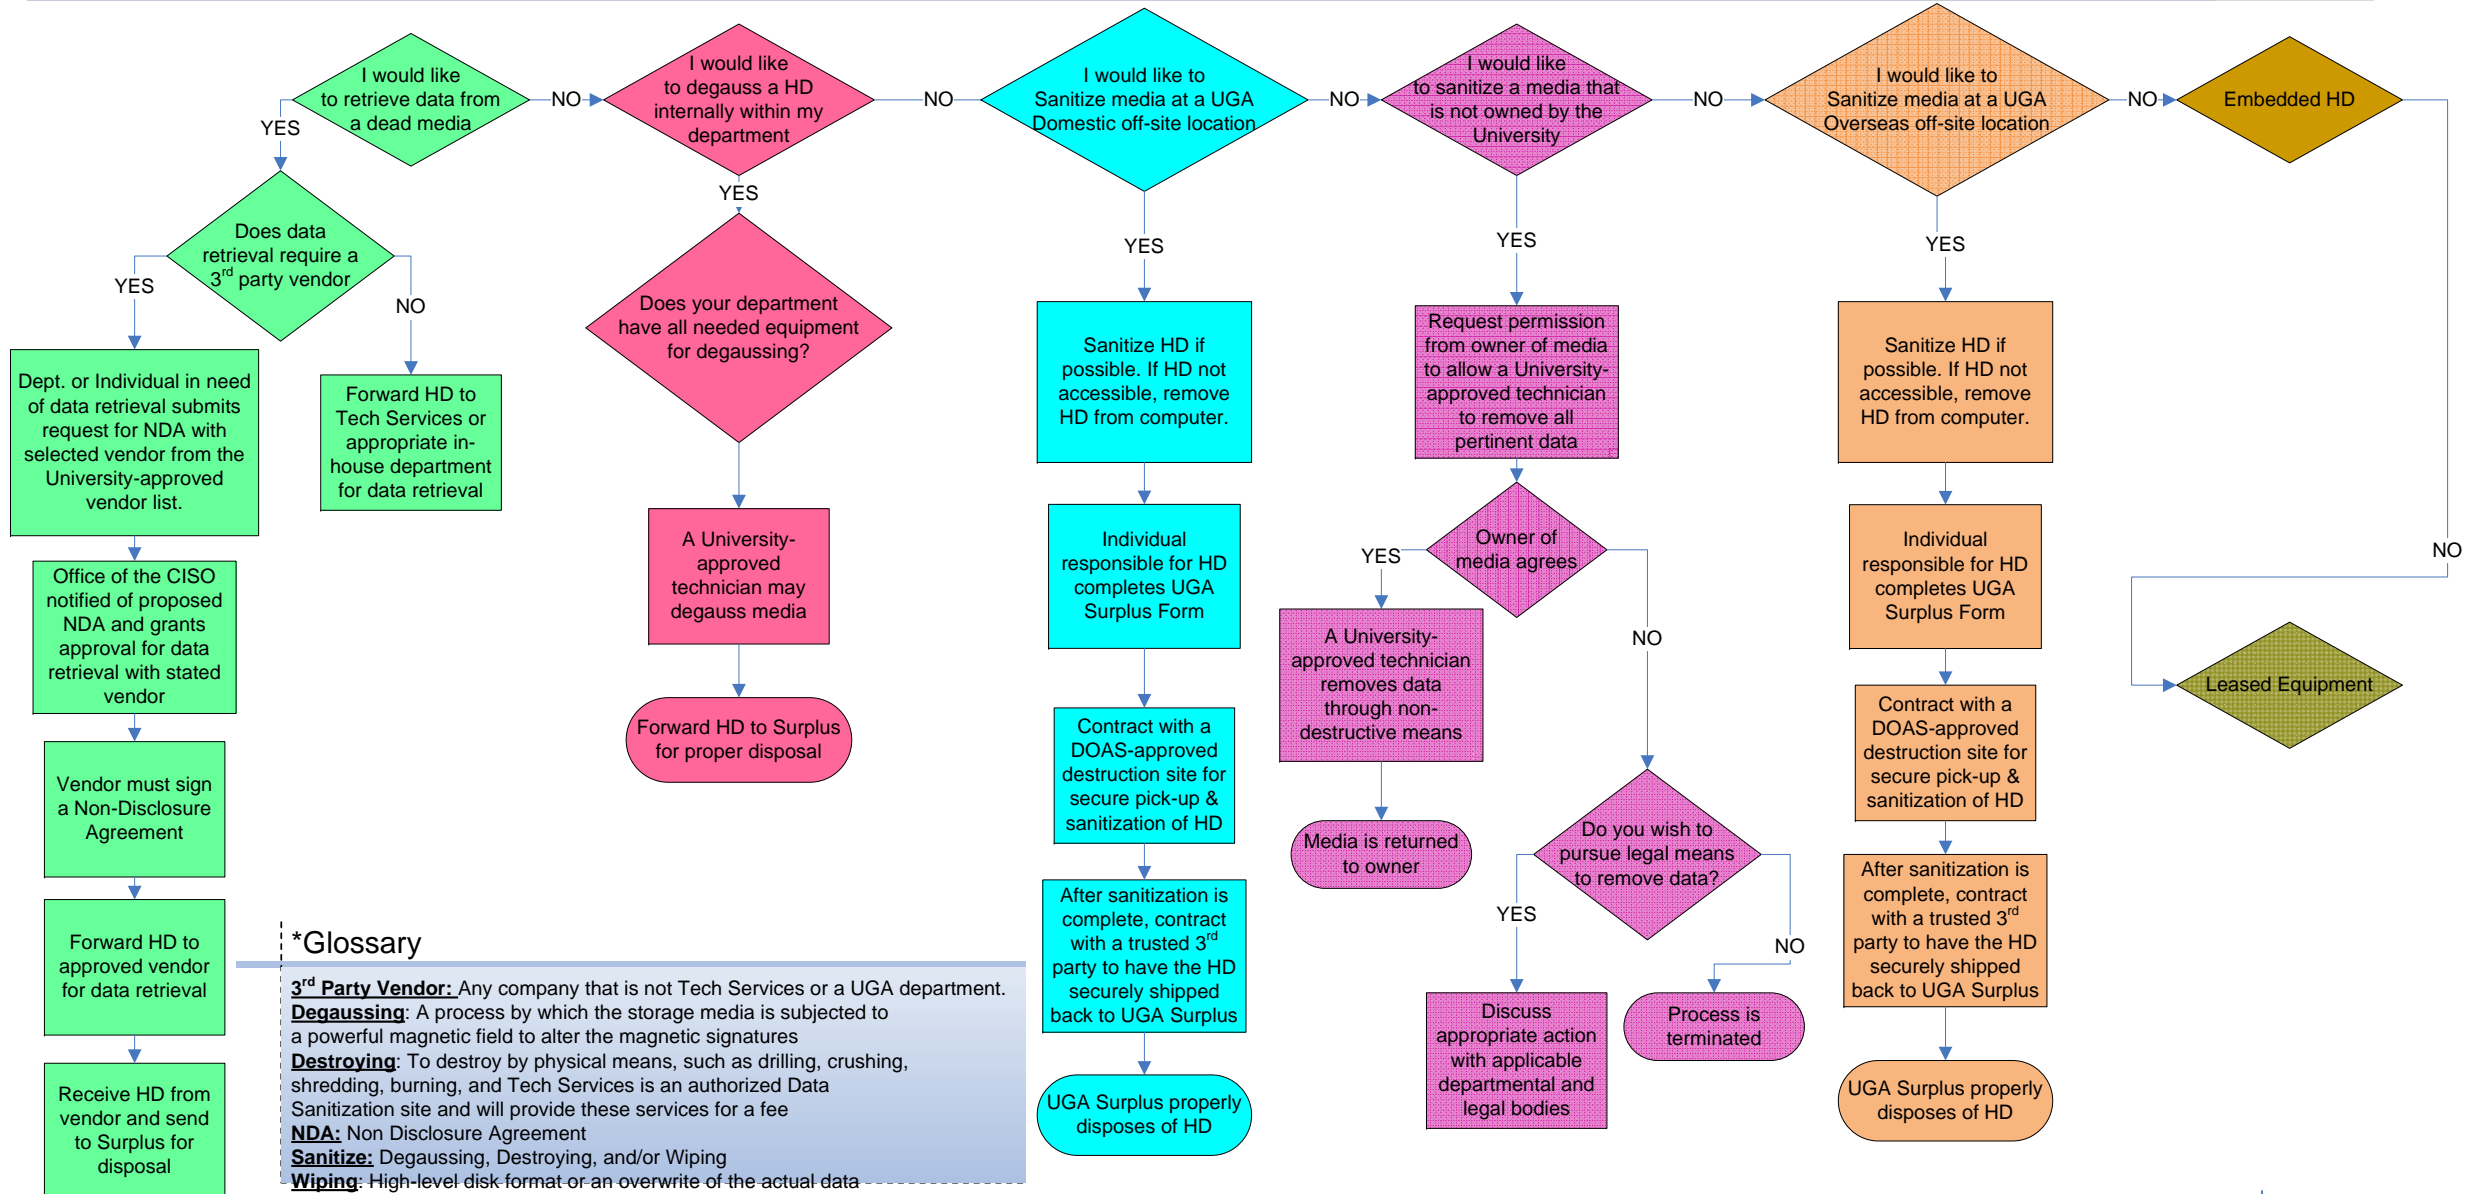 I would like
to retrieve data from
a dead media
NO
I would like
to degauss a HD
internally within my
department
NO
I would like to
Sanitize media at a UGA
Domestic off-site location
NO
I would like
to sanitize a media that
is not owned by the
University
NO
I would like to
Sanitize media at a UGA
Overseas off-site location
NO
Embedded HD
NO
Leased Equipment
YES
Does data
retrieval require a
3rd party vendor
YES
NO
Dept. or Individual in need
of data retrieval submits
request for NDA with
selected vendor from the
University-approved
vendor list.
Forward HD to
Tech Services or
appropriate in-
house department
for data retrieval
Office of the CISO
notified of proposed
NDA and grants
approval for data
retrieval with stated
vendor
Vendor must sign
a Non-Disclosure
Agreement
Forward HD to
approved vendor
for data retrieval
Receive HD from
vendor and send
to Surplus for
disposal
YES
Does your department
have all needed equipment
for degaussing?
A University-
approved
technician may
degauss media
Forward HD to Surplus
for proper disposal
YES
Sanitize HD if
possible. If HD not
accessible, remove
HD from computer.
Individual
responsible for HD
completes UGA
Surplus Form
Contract with a
DOAS-approved
destruction site for
secure pick-up &
sanitization of HD
After sanitization is
complete, contract
with a trusted 3rd
party to have the HD
securely shipped
back to UGA Surplus
UGA Surplus properly
disposes of HD
YES
Request permission
from owner of media
to allow a University-
approved technician
to remove all
pertinent data
Owner of
media agrees
YES
NO
A University-
approved technician
removes data
through non-
destructive means
Media is returned
to owner
Do you wish to
pursue legal means
to remove data?
YES
NO
Discuss
appropriate action
with applicable
departmental and
legal bodies
Process is
terminated
YES
Sanitize HD if
possible. If HD not
accessible, remove
HD from computer.
Individual
responsible for HD
completes UGA
Surplus Form
Contract with a
DOAS-approved
destruction site for
secure pick-up &
sanitization of HD
After sanitization is
complete, contract
with a trusted 3rd
party to have the HD
securely shipped
back to UGA Surplus
UGA Surplus properly
disposes of HD
*Glossary
3rd Party Vendor: Any company that is not Tech Services or a UGA department.
Degaussing: A process by which the storage media is subjected to
a powerful magnetic field to alter the magnetic signatures
Destroying: To destroy by physical means, such as drilling, crushing,
shredding, burning, and Tech Services is an authorized Data
Sanitization site and will provide these services for a fee
NDA: Non Disclosure Agreement
Sanitize: Degaussing, Destroying, and/or Wiping
Wiping: High-level disk format or an overwrite of the actual data